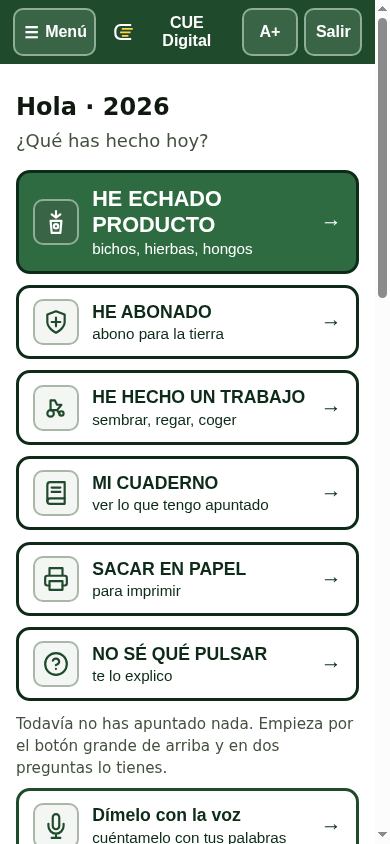 Menú
CUE
Digital
A+
Salir
Hola · 2026
¿Qué has hecho hoy?
HE ECHADO
PRODUCTO
bichos, hierbas, hongos
→
HE ABONADO
abono para la tierra
→
HE HECHO UN TRABAJO
sembrar, regar, coger
→
MI CUADERNO
ver lo que tengo apuntado
→
SACAR EN PAPEL
para imprimir
→
NO SÉ QUÉ PULSAR
te lo explico
→
Todavía no has apuntado nada. Empieza por
el botón grande de arriba y en dos
preguntas lo tienes.
Dímelo con la voz
cuéntamelo con tus palabras
→